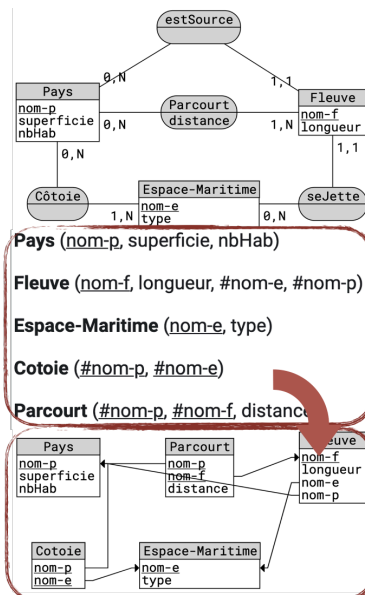 estSource
0,N
1,1
Pays
nom-p
superficie
nbHab
0,N
Parcourt
distance
1,N
Fleuve
nom-f
longueur
0,N
1,1
Côtoie
1,N
Espace-Maritime
nom-e
type
0,N
seJette
Pays (nom-p, superficie, nbHab)
Fleuve (nom-f, longueur, #nom-e, #nom-p)
Espace-Maritime (nom-e, type)
Cotoie (#nom-p, #nom-e)
Parcourt (#nom-p, #nom-f, distance
Pays
nom-p
superficie
nbHab
Parcourt
nom-p
nom-f
distance
euve
nom-f
longueur
nom-e
nom-p
Cotoie
nom-p
nom-e
Espace-Maritime
nom-e
type